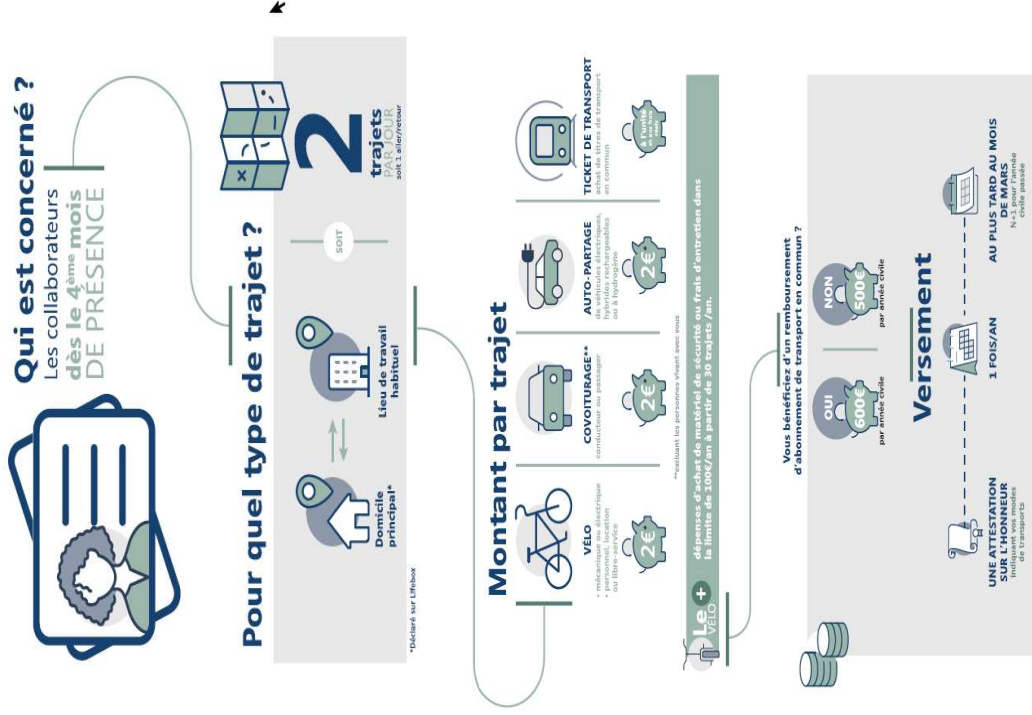 Qui est concerné ?
Les collaborateurs
dès le 4ème mois
DE PRÉSENCE
Pour quel type de trajet ?
Domicile
principal*
Lieu de travail
habituel
SOIT
2
trajets
PAR JOUR
soit 1 aller/retour
*Déclaré sur Lifebox
Montant par trajet
VÉLO
• mécanique ou électrique
• personnel, location
ou libre-service
2€
COVOITURAGE**
conducteur ou passager
2€
AUTO-PARTAGE
de véhicules électriques,
hybrides rechargeables
ou à hydrogène
2€
TICKET DE TRANSPORT
achat de titres de transport
en commun
à l'unité
**excluant les personnes vivant avec vous
Le +
VÉLO
dépenses d'achat de matériel de sécurité ou frais d'entretien dans
la limite de 100€/an à partir de 30 trajets /an.
Vous bénéficiez d'un remboursement
d'abonnement de transport en commun ?
OUI
600€
par année civile
NON
500€
par année civile
Versement
UNE ATTESTATION
SUR L'HONNEUR
indiquant vos modes
de transports
1 FOIS/AN
AU PLUS TARD AU MOIS
DE MARS
N+1 pour l'année
civile passée